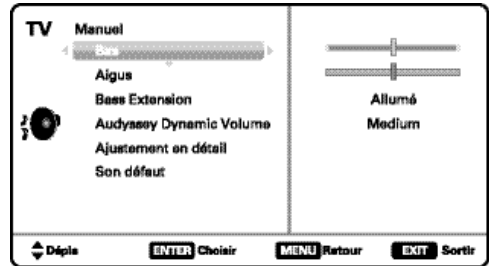 TV
Manuel
Bas
Aigus
Bass Extension Allumé
Audyssey Dynamic Volume Medium
Ajustement en détail
Son défaut
Dépla ENTER Choisir MENU Retour EXIT Sortir